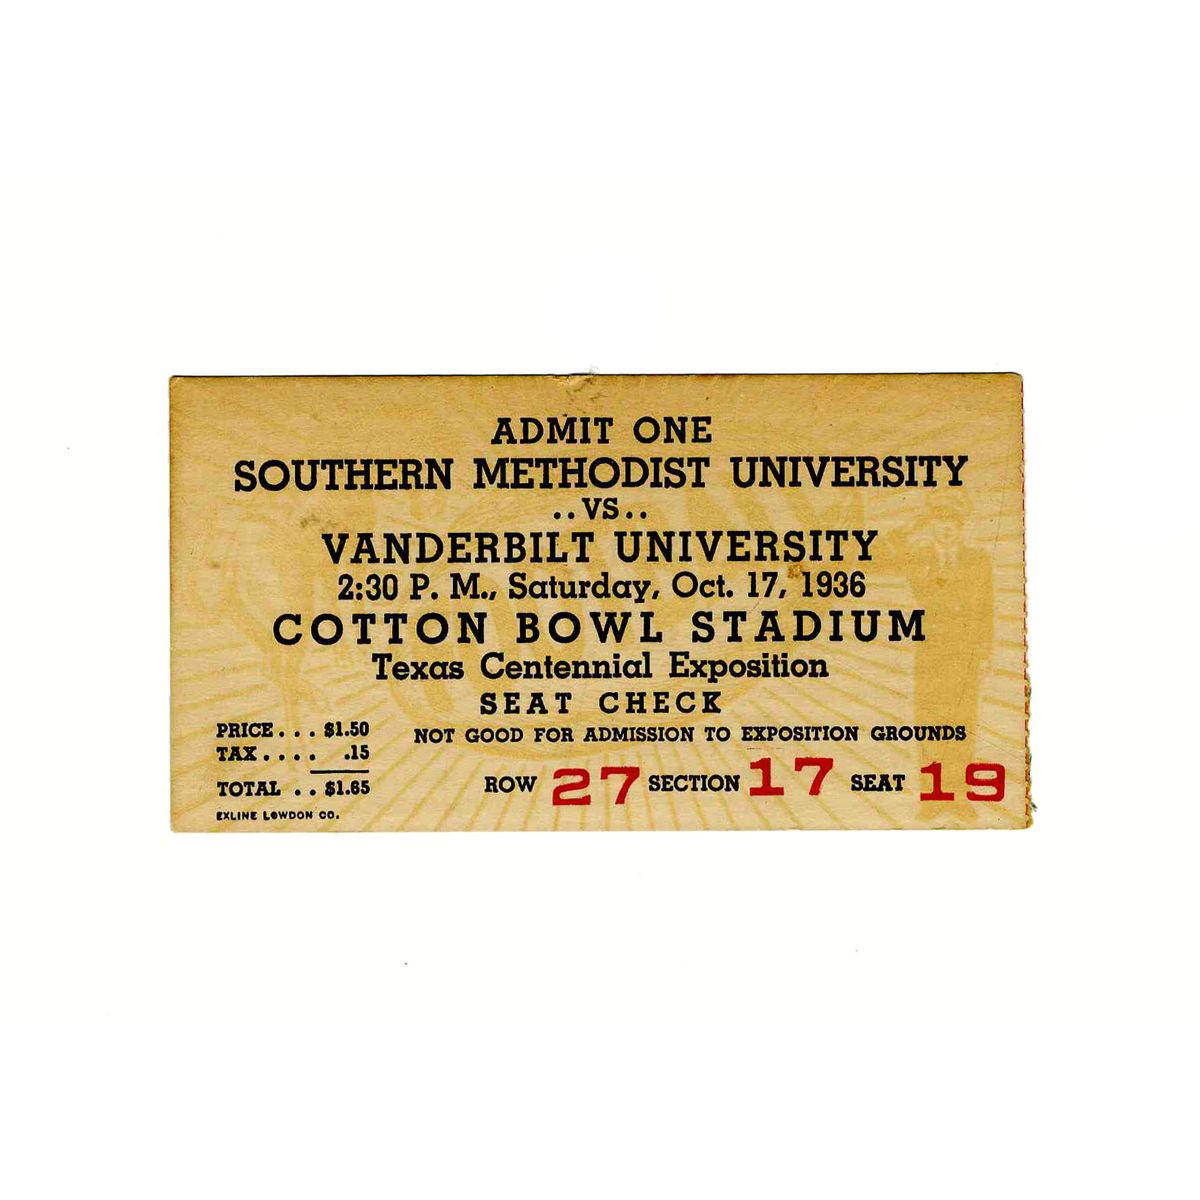 ADMIT ONE
SOUTHERN METHODIST UNIVERSITY
..VS..
VANDERBILT UNIVERSITY
2:30 P. M., Saturday, Oct. 17, 1936
COTTON BOWL STADIUM
Texas Centennial Exposition
SEAT CHECK
PRICE... $1.50
NOT GOOD FOR ADMISSION TO EXPOSITION GROUNDS
TAX.... .15
TOTAL .. $1.65
ROW 27 SECTION 17 SEAT 19
EXLINE LOWDON CO.